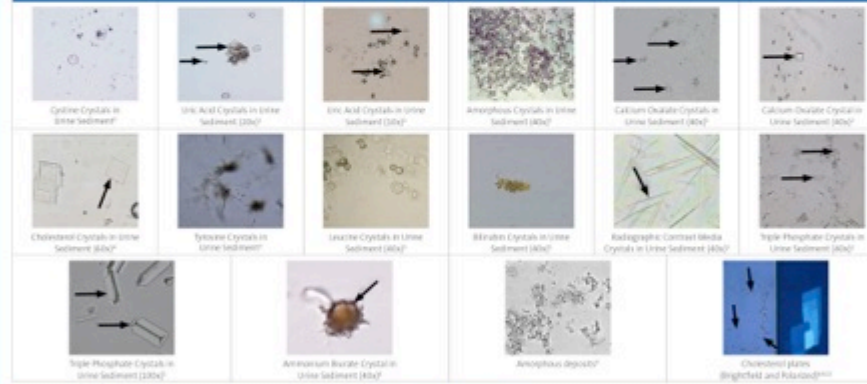 Cystine Crystals in
Urine Sediment
Uric Acid Crystals in Urine
Sediment (20x)
Uric Acid Crystals in Urine
Sediment (10x)
Amorphous Crystals in Urine
Sediment (40x)
Calcium Oxalate Crystals in
Urine Sediment (40x)
Calcium Oxalate Crystal in
Urine Sediment (40x)
Cholesterol Crystals in Urine
Sediment
Tyrosine Crystals in
Urine Sediment
Leucine Crystals in Urine
Sediment (40x)
Bilirubin Crystals in Urine
Sediment (40x)
Radiographic Contrast Media
Crystals in Urine Sediment (40x)
Triple Phosphate Crystals in
Urine Sediment (40x)
Triple Phosphate Crystals in
Urine Sediment (100x)
Ammonium Biurate Crystal in
Urine Sediment (40x)
Amorphous deposits
Cholesterol plates
(Brightfield and Polarized)